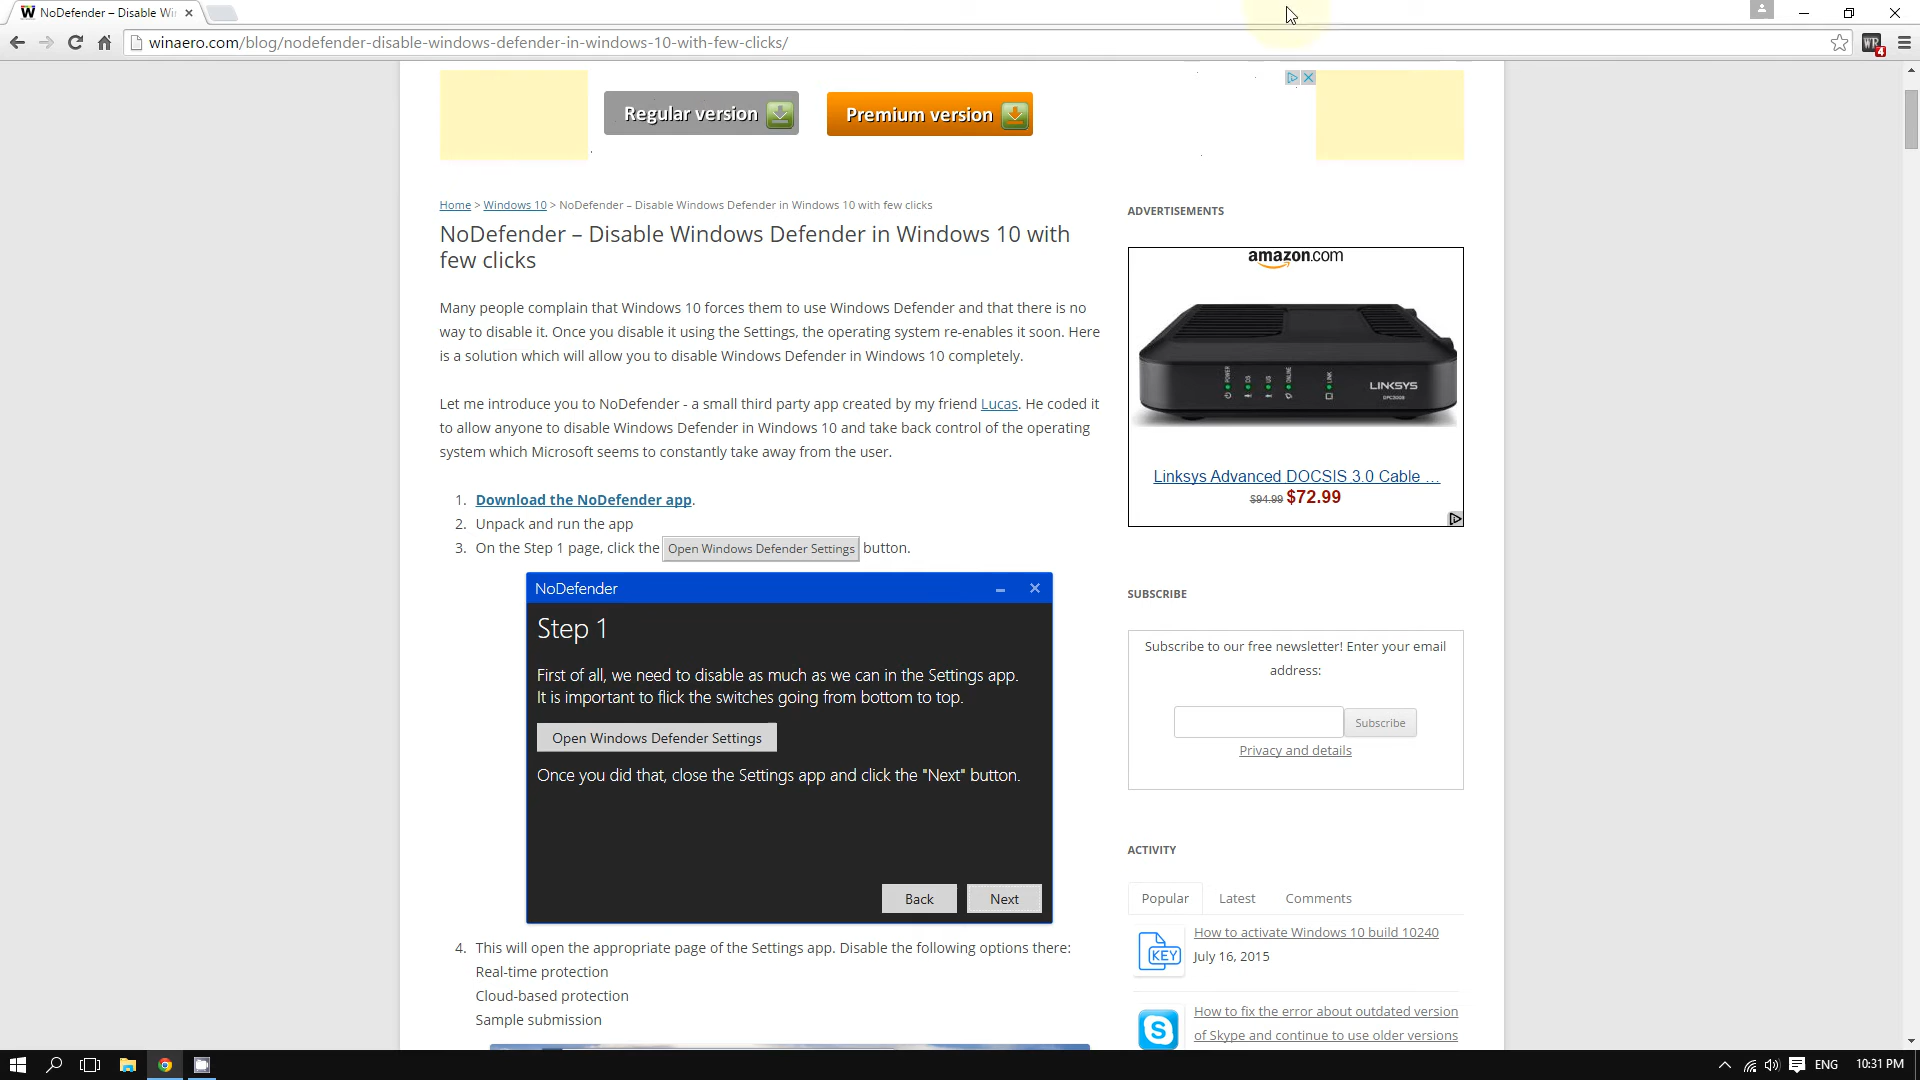 NoDefender – Disable Wi
winaero.com/blog/nodefender-disable-windows-defender-in-windows-10-with-few-clicks/
WR
4
Regular version
Premium version
Home > Windows 10 > NoDefender – Disable Windows Defender in Windows 10 with few clicks
NoDefender – Disable Windows Defender in Windows 10 with
few clicks
Many people complain that Windows 10 forces them to use Windows Defender and that there is no
way to disable it. Once you disable it using the Settings, the operating system re-enables it soon. Here
is a solution which will allow you to disable Windows Defender in Windows 10 completely.
Let me introduce you to NoDefender - a small third party app created by my friend Lucas. He coded it
to allow anyone to disable Windows Defender in Windows 10 and take back control of the operating
system which Microsoft seems to constantly take away from the user.
1. Download the NoDefender app.
2. Unpack and run the app
3. On the Step 1 page, click the Open Windows Defender Settings button.
NoDefender
Step 1
First of all, we need to disable as much as we can in the Settings app.
It is important to flick the switches going from bottom to top.
Open Windows Defender Settings
Once you did that, close the Settings app and click the "Next" button.
Back
Next
4. This will open the appropriate page of the Settings app. Disable the following options there:
Real-time protection
Cloud-based protection
Sample submission
ADVERTISEMENTS
amazon.com
POWER
DS
US
ONLINE
LINK
LINKSYS
Linksys Advanced DOCSIS 3.0 Cable …
$94.99 $72.99
SUBSCRIBE
Subscribe to our free newsletter! Enter your email
address:
Subscribe
Privacy and details
ACTIVITY
Popular
Latest
Comments
KEY
How to activate Windows 10 build 10240
July 16, 2015
How to fix the error about outdated version
of Skype and continue to use older versions
ENG
10:31 PM